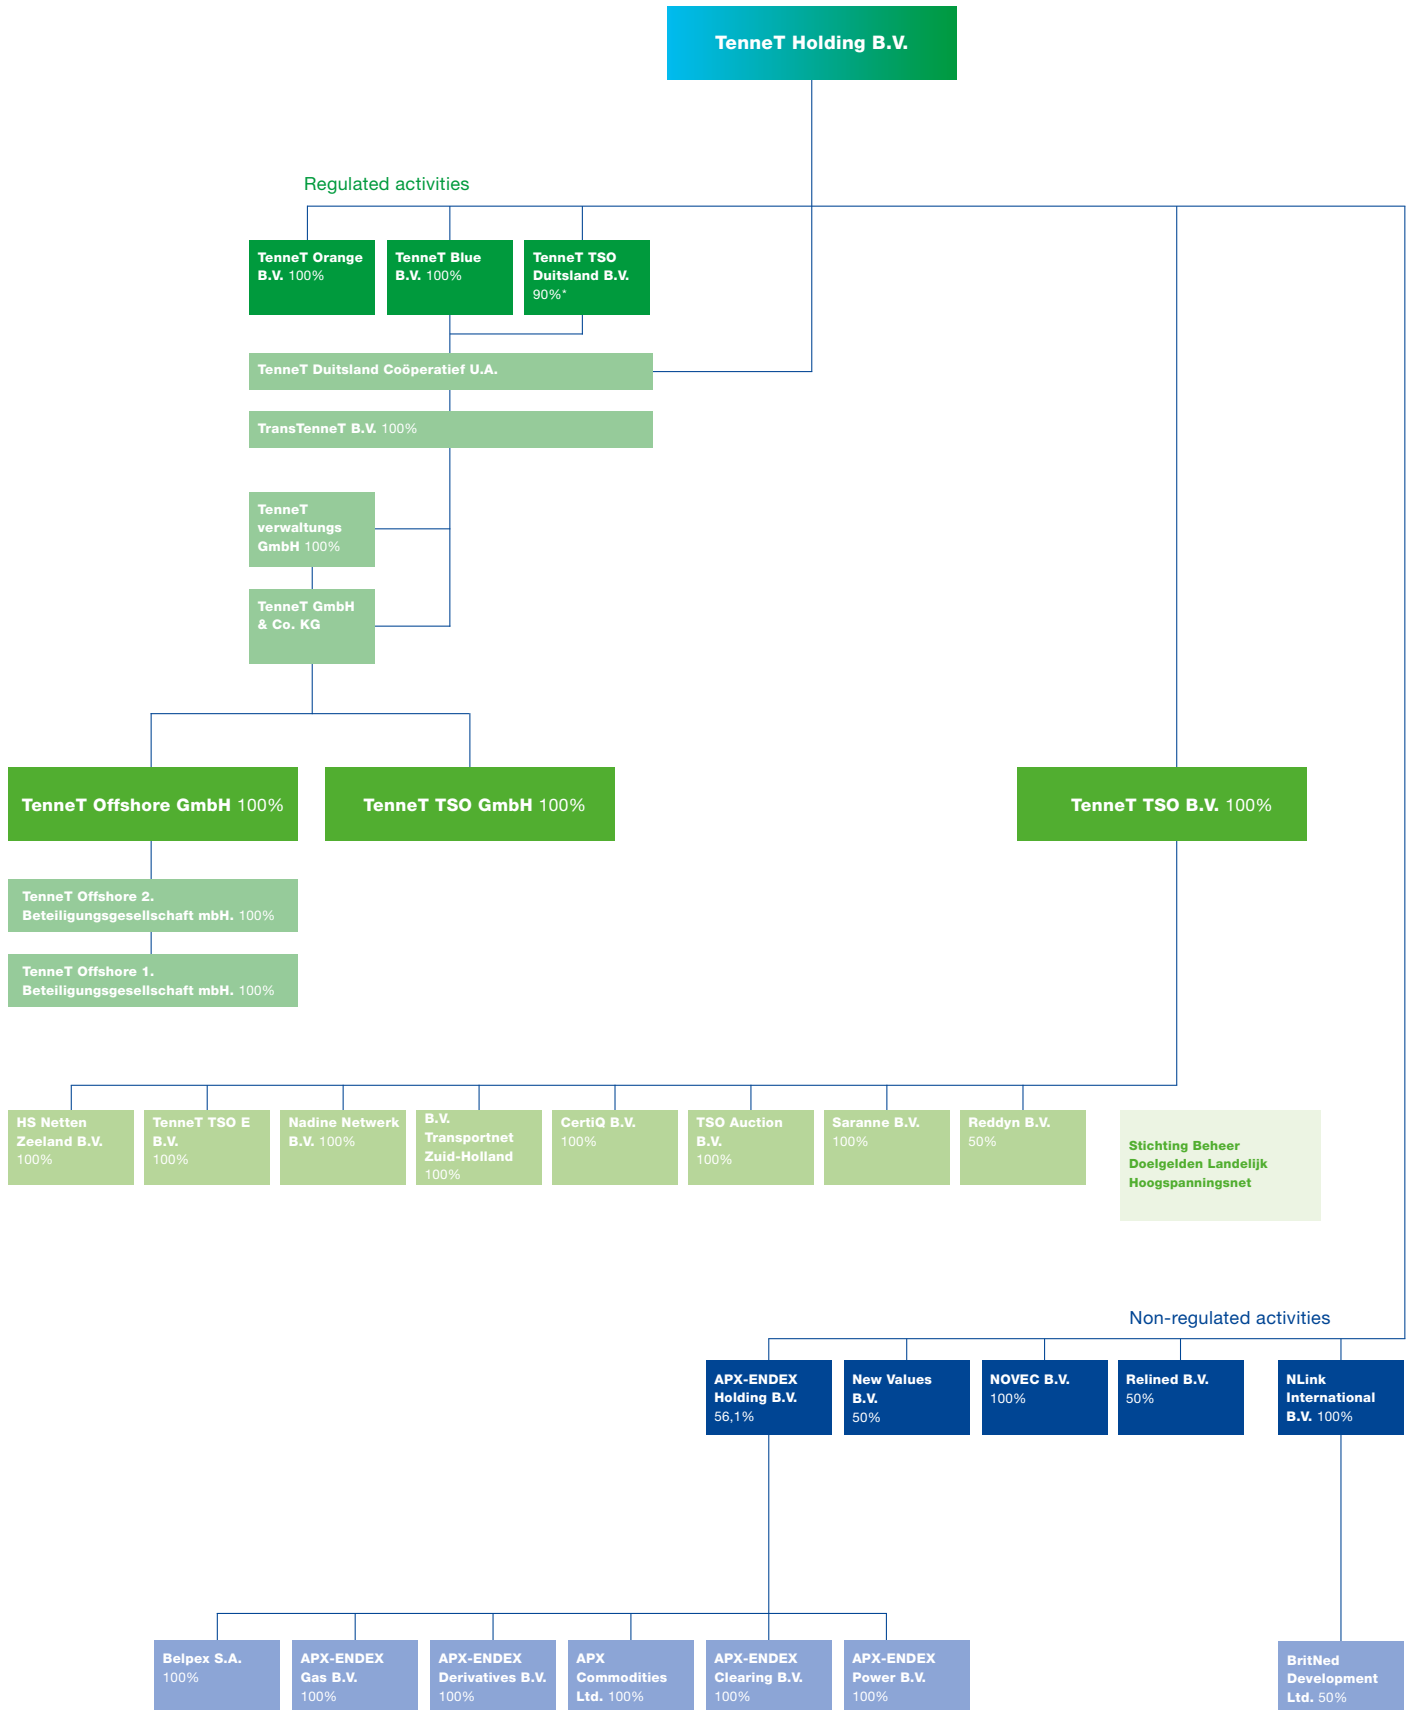 TenneT Holding B.V.
Regulated activities
TenneT Orange
B.V. 100%
TenneT Blue
B.V. 100%
TenneT TSO
Duitsland B.V.
90%*
TenneT Duitsland Coöperatief U.A.
TransTenneT B.V. 100%
TenneT
verwaltungs
GmbH 100%
TenneT GmbH
& Co. KG
TenneT Offshore GmbH 100%
TenneT TSO GmbH 100%
TenneT TSO B.V. 100%
TenneT Offshore 2.
Beteiligungsgesellschaft mbH. 100%
TenneT Offshore 1.
Beteiligungsgesellschaft mbH. 100%
HS Netten
Zeeland B.V.
100%
TenneT TSO E
B.V.
100%
Nadine Netwerk
B.V. 100%
B.V.
Transportnet
Zuid-Holland
100%
CertiQ B.V.
100%
TSO Auction
B.V.
100%
Saranne B.V.
100%
Reddyn B.V.
50%
Stichting Beheer
Doelgelden Landelijk
Hoogspanningsnet
Non-regulated activities
APX-ENDEX
Holding B.V.
56,1%
New Values
B.V.
50%
NOVEC B.V.
100%
Relined B.V.
50%
NLink
International
B.V. 100%
Belpex S.A.
100%
APX-ENDEX
Gas B.V.
100%
APX-ENDEX
Derivatives B.V.
100%
APX
Commodities
Ltd. 100%
APX-ENDEX
Clearing B.V.
100%
APX-ENDEX
Power B.V.
100%
BritNed
Development
Ltd. 50%